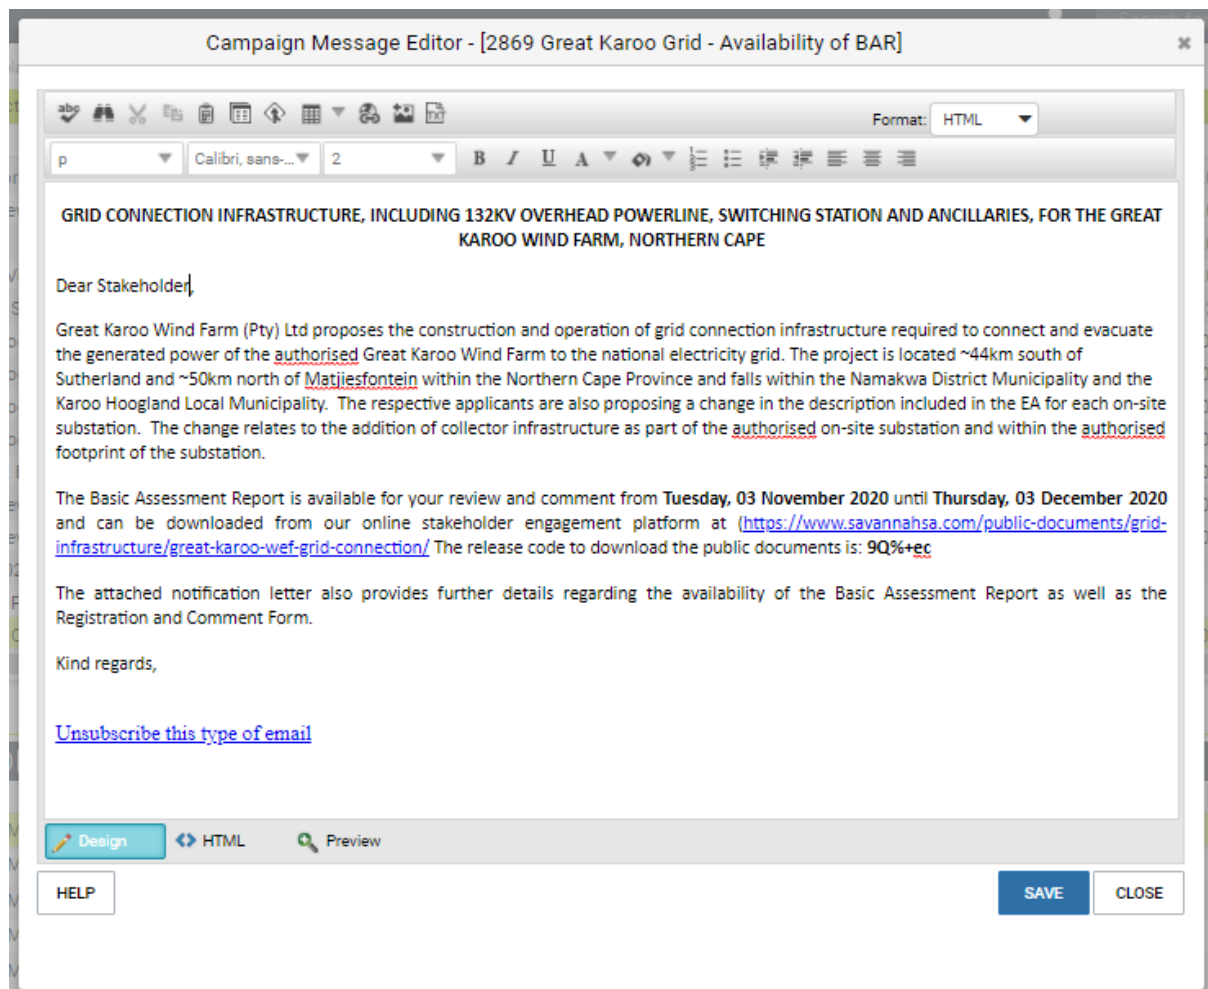 Campaign Message Editor - [2869 Great Karoo Grid - Availability of BAR]
Format: HTML
p Calibri, sans-... 2 B I U A
GRID CONNECTION INFRASTRUCTURE, INCLUDING 132KV OVERHEAD POWERLINE, SWITCHING STATION AND ANCILLARIES, FOR THE GREAT
KAROO WIND FARM, NORTHERN CAPE
Dear Stakeholder,
Great Karoo Wind Farm (Pty) Ltd proposes the construction and operation of grid connection infrastructure required to connect and evacuate
the generated power of the authorised Great Karoo Wind Farm to the national electricity grid. The project is located ~44km south of
Sutherland and ~50km north of Matjiesfontein within the Northern Cape Province and falls within the Namakwa District Municipality and the
Karoo Hoogland Local Municipality. The respective applicants are also proposing a change in the description included in the EA for each on-site
substation. The change relates to the addition of collector infrastructure as part of the authorised on-site substation and within the authorised
footprint of the substation.
The Basic Assessment Report is available for your review and comment from Tuesday, 03 November 2020 until Thursday, 03 December 2020
and can be downloaded from our online stakeholder engagement platform at (https://www.savannahsa.com/public-documents/grid-
infrastructure/great-karoo-wef-grid-connection/ The release code to download the public documents is: 9Q%+ec
The attached notification letter also provides further details regarding the availability of the Basic Assessment Report as well as the
Registration and Comment Form.
Kind regards,
Unsubscribe this type of email
Design HTML Preview
HELP SAVE CLOSE